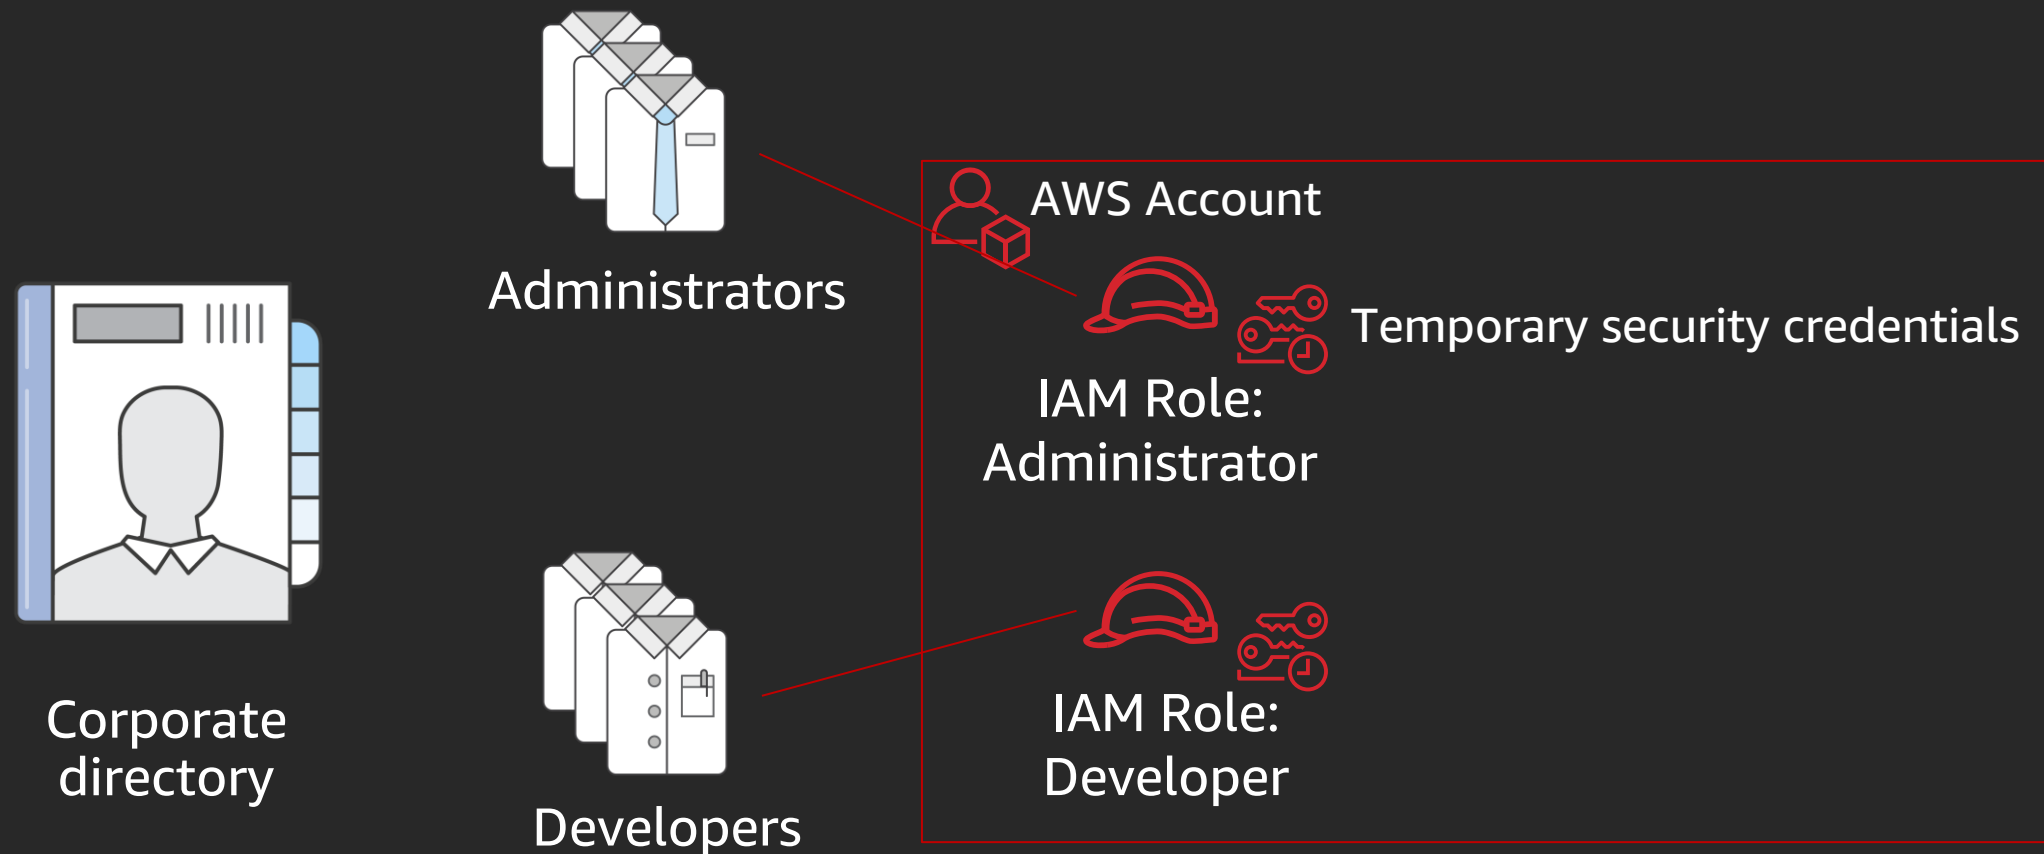 Corporate
directory
Administrators
Developers
AWS Account
Temporary security credentials
IAM Role:
Administrator
IAM Role:
Developer